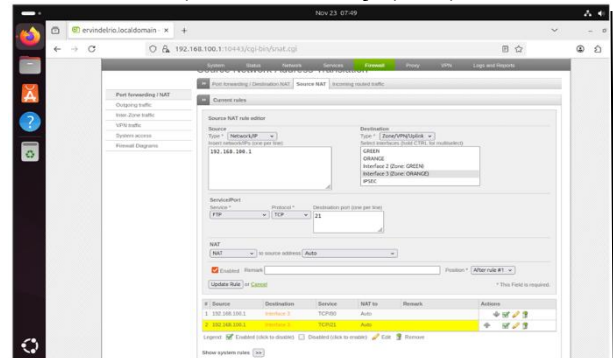 Nov 23 07:49
ervindelrio.localdomain - ×
192.168.100.1:10443/cgi-bin/snat.cgi
System Status Network Services Firewall Proxy VPN Logs and Reports
Source Network Address Translation
Port forwarding / Destination NAT Source NAT Incoming routed traffic
Port forwarding / NAT
Outgoing traffic
Inter-Zone traffic
VPN traffic
System access
Firewall Diagrams
Current rules
Source NAT rule editor
Source Destination
Type * Network/IP Type * Zone/VPN/Uplink
Insert network/IPs (one per line) Select interfaces (hold CTRL for multiselect)
192.168.100.1
GREEN
ORANGE
Interface 2 (Zone: GREEN)
Interface 3 (Zone: ORANGE)
IPSEC
Service/Port
Service * Protocol * Destination port (one per line)
FTP TCP 21
NAT
NAT to source address Auto
Enabled Remark Position * After rule #1
Update Rule or Cancel * This Field is required.
# Source Destination Service NAT to Remark Actions
1 192.168.100.1 Interface 3 TCP/80 Auto
2 192.168.100.1 Interface 3 TCP/21 Auto
Legend: Enabled (click to disable) Disabled (click to enable) Edit Remove
Show system rules >>